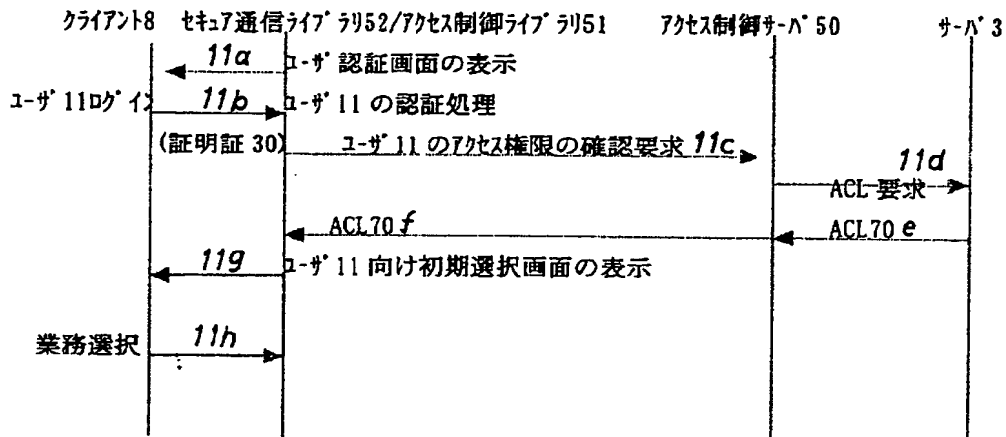 クライアント8 セキュア通信ライブラリ52/アクセス制御ライブラリ51 アクセス制御サーバ50 サーバ3
11a ユーザ認証画面の表示
ユーザ11ログイン 11b ユーザ11の認証処理
(証明証30) ユーザ11のアクセス権限の確認要求 11c
11d
ACL要求
ACL70 f ACL70 e
11g ユーザ11向け初期選択画面の表示
業務選択 11h